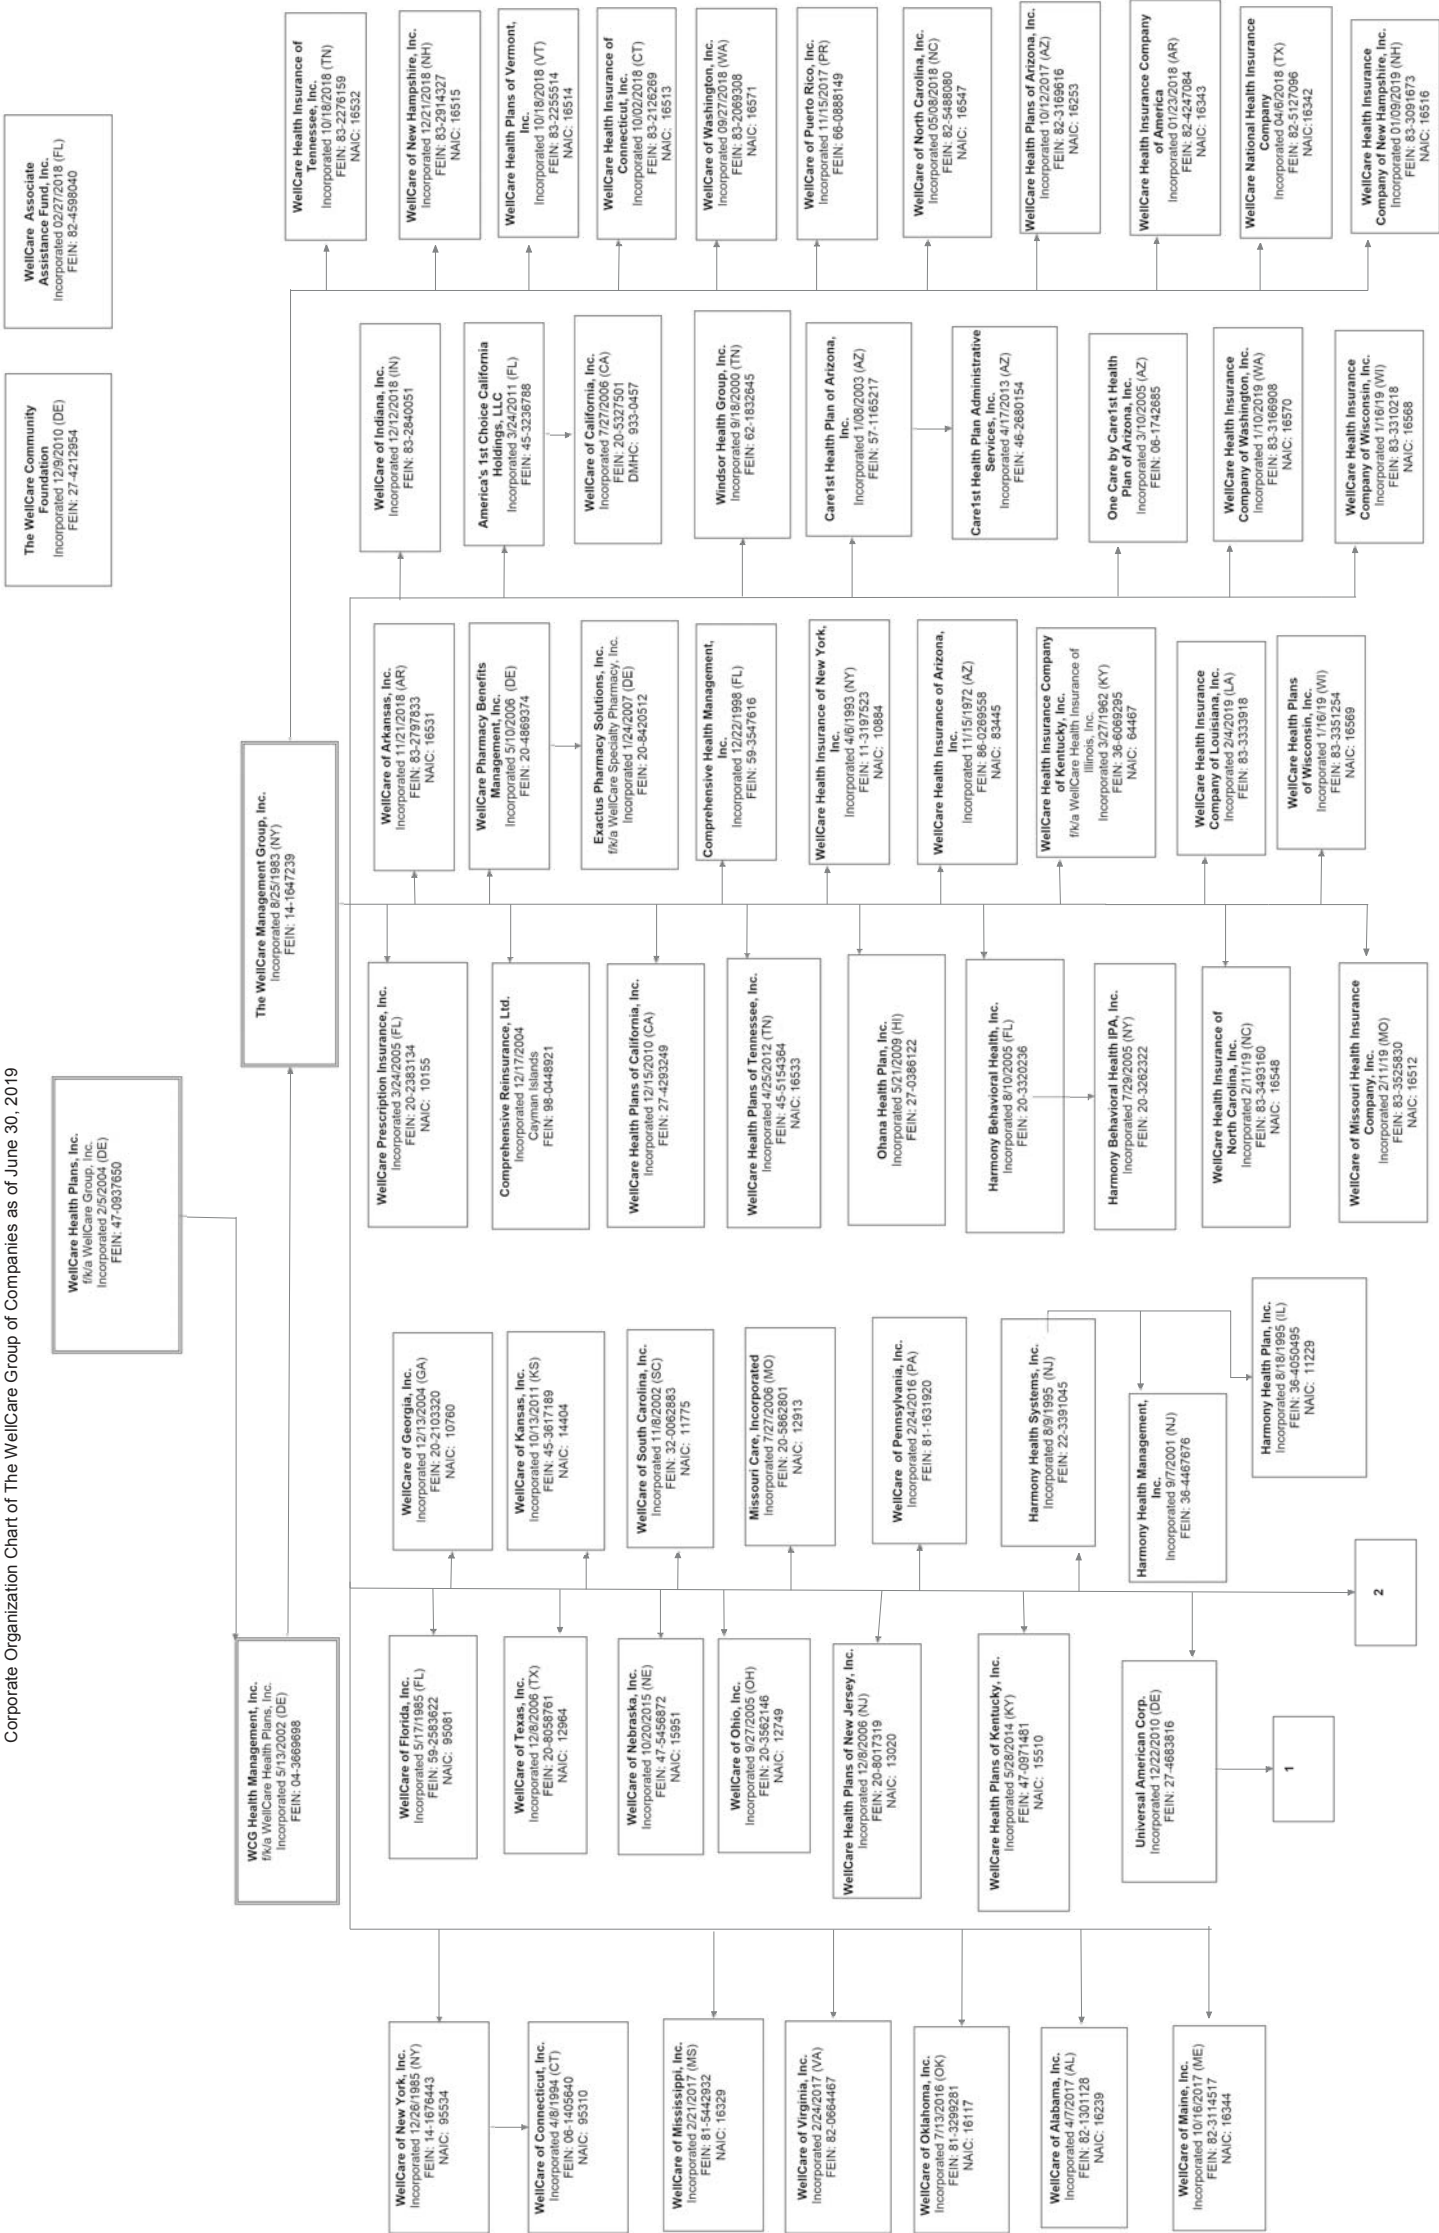 Corporate Organization Chart of The WellCare Group of Companies as of June 30, 2019
WellCare Health Plans, Inc.
f/k/a WellCare Group, Inc.
Incorporated 2/5/2004 (DE)
FEIN: 47-0937650
The WellCare Community
Foundation
Incorporated 12/9/2010 (DE)
FEIN: 27-4212954
WellCare Associate
Assistance Fund, Inc.
Incorporated 02/27/2018 (FL)
FEIN: 82-4598040
WCG Health Management, Inc.
f/k/a WellCare Health Plans, Inc.
Incorporated 5/13/2002 (DE)
FEIN: 04-3669698
The WellCare Management Group, Inc.
Incorporated 8/25/1983 (NY)
FEIN: 14-1647239
WellCare of New York, Inc.
Incorporated 12/26/1985 (NY)
FEIN: 14-1676443
NAIC: 95534
WellCare of Connecticut, Inc.
Incorporated 4/8/1994 (CT)
FEIN: 06-1405640
NAIC: 95310
WellCare of Mississippi, Inc.
Incorporated 2/21/2017 (MS)
FEIN: 81-5442932
NAIC: 16329
WellCare of Virginia, Inc.
Incorporated 2/24/2017 (VA)
FEIN: 82-0664467
WellCare of Oklahoma, Inc.
Incorporated 7/13/2016 (OK)
FEIN: 81-3299281
NAIC: 16117
WellCare of Alabama, Inc.
Incorporated 4/7/2017 (AL)
FEIN: 82-1301128
NAIC: 16239
WellCare of Maine, Inc.
Incorporated 10/16/2017 (ME)
FEIN: 82-3114517
NAIC: 16344
WellCare of Florida, Inc.
Incorporated 5/17/1985 (FL)
FEIN: 59-2583622
NAIC: 95081
WellCare of Texas, Inc.
Incorporated 12/8/2006 (TX)
FEIN: 20-8058761
NAIC: 12964
WellCare of Nebraska, Inc.
Incorporated 10/20/2015 (NE)
FEIN: 47-5456872
NAIC: 15951
WellCare of Ohio, Inc.
Incorporated 9/27/2005 (OH)
FEIN: 20-3562146
NAIC: 12749
WellCare Health Plans of New Jersey, Inc.
Incorporated 12/8/2006 (NJ)
FEIN: 20-8017319
NAIC: 13020
WellCare Health Plans of Kentucky, Inc.
Incorporated 5/28/2014 (KY)
FEIN: 47-0971481
NAIC: 15510
Universal American Corp.
Incorporated 12/22/2010 (DE)
FEIN: 27-4683816
1
WellCare of Georgia, Inc.
Incorporated 12/13/2004 (GA)
FEIN: 20-2103320
NAIC: 10760
WellCare of Kansas, Inc.
Incorporated 10/13/2011 (KS)
FEIN: 45-3617189
NAIC: 14404
WellCare of South Carolina, Inc.
Incorporated 11/8/2002 (SC)
FEIN: 32-0062883
NAIC: 11775
Missouri Care, Incorporated
Incorporated 7/27/2006 (MO)
FEIN: 20-5862801
NAIC: 12913
WellCare of Pennsylvania, Inc.
Incorporated 2/24/2016 (PA)
FEIN: 81-1631920
Harmony Health Systems, Inc.
Incorporated 8/9/1995 (NJ)
FEIN: 22-3391045
Harmony Health Management,
Inc.
Incorporated 9/7/2001 (NJ)
FEIN: 36-4467676
Harmony Health Plan, Inc.
Incorporated 8/18/1995 (IL)
FEIN: 36-4050495
NAIC: 11229
2
WellCare Prescription Insurance, Inc.
Incorporated 3/24/2005 (FL)
FEIN: 20-2383134
NAIC: 10155
Comprehensive Reinsurance, Ltd.
Incorporated 12/17/2004
Cayman Islands
FEIN: 98-0448921
WellCare Health Plans of California, Inc.
Incorporated 12/15/2010 (CA)
FEIN: 27-4293249
WellCare Health Plans of Tennessee, Inc.
Incorporated 4/25/2012 (TN)
FEIN: 45-5154364
NAIC: 16533
Ohana Health Plan, Inc.
Incorporated 5/21/2009 (HI)
FEIN: 27-0386122
Harmony Behavioral Health, Inc.
Incorporated 8/10/2005 (FL)
FEIN: 20-3320236
Harmony Behavioral Health IPA, Inc.
Incorporated 7/29/2005 (NY)
FEIN: 20-3262322
WellCare Health Insurance of
North Carolina, Inc.
Incorporated 2/11/19 (NC)
FEIN: 83-3493160
NAIC: 16548
WellCare of Missouri Health Insurance
Company, Inc.
Incorporated 2/11/19 (MO)
FEIN: 83-3525830
NAIC: 16512
WellCare of Arkansas, Inc.
Incorporated 11/21/2018 (AR)
FEIN: 83-2797833
NAIC: 16531
WellCare Pharmacy Benefits
Management, Inc.
Incorporated 5/10/2006 (DE)
FEIN: 20-4869374
Exactus Pharmacy Solutions, Inc.
f/k/a WellCare Specialty Pharmacy, Inc.
Incorporated 1/24/2007 (DE)
FEIN: 20-8420512
Comprehensive Health Management,
Inc.
Incorporated 12/22/1998 (FL)
FEIN: 59-3547616
WellCare Health Insurance of New York,
Inc.
Incorporated 4/6/1993 (NY)
FEIN: 11-3197523
NAIC: 10884
WellCare Health Insurance of Arizona,
Inc.
Incorporated 11/15/1972 (AZ)
FEIN: 86-0269558
NAIC: 83445
WellCare Health Insurance Company
of Kentucky, Inc.
f/k/a WellCare Health Insurance of
Illinois, Inc.
Incorporated 3/27/1962 (KY)
FEIN: 36-6069295
NAIC: 64467
WellCare Health Insurance
Company of Louisiana, Inc.
Incorporated 2/4/2019 (LA)
FEIN: 83-3333918
WellCare Health Plans
of Wisconsin, Inc.
Incorporated 1/16/19 (WI)
FEIN: 83-3351254
NAIC: 16569
WellCare of Indiana, Inc.
Incorporated 12/12/2018 (IN)
FEIN: 83-2840051
America's 1st Choice California
Holdings, LLC
Incorporated 3/24/2011 (FL)
FEIN: 45-3236788
WellCare of California, Inc.
Incorporated 7/27/2006 (CA)
FEIN: 20-5327501
DMHC: 933-0457
Windsor Health Group, Inc.
Incorporated 9/18/2000 (TN)
FEIN: 62-1832645
Care1st Health Plan of Arizona,
Inc.
Incorporated 1/08/2003 (AZ)
FEIN: 57-1165217
Care1st Health Plan Administrative
Services, Inc.
Incorporated 4/17/2013 (AZ)
FEIN: 46-2680154
One Care by Care1st Health
Plan of Arizona, Inc.
Incorporated 3/10/2005 (AZ)
FEIN: 06-1742685
WellCare Health Insurance
Company of Washington, Inc.
Incorporated 1/10/2019 (WA)
FEIN: 83-3166908
NAIC: 16570
WellCare Health Insurance
Company of Wisconsin, Inc.
Incorporated 1/16/19 (WI)
FEIN: 83-3310218
NAIC: 16568
WellCare Health Insurance of
Tennessee, Inc.
Incorporated 10/18/2018 (TN)
FEIN: 83-2276159
NAIC: 16532
WellCare of New Hampshire, Inc.
Incorporated 12/21/2018 (NH)
FEIN: 83-2914327
NAIC: 16515
WellCare Health Plans of Vermont,
Inc.
Incorporated 10/18/2018 (VT)
FEIN: 83-2255514
NAIC: 16514
WellCare Health Insurance of
Connecticut, Inc.
Incorporated 10/02/2018 (CT)
FEIN: 83-2126269
NAIC: 16513
WellCare of Washington, Inc.
Incorporated 09/27/2018 (WA)
FEIN: 83-2069308
NAIC: 16571
WellCare of Puerto Rico, Inc.
Incorporated 11/15/2017 (PR)
FEIN: 66-0888149
WellCare of North Carolina, Inc.
Incorporated 05/08/2018 (NC)
FEIN: 82-5488080
NAIC: 16547
WellCare Health Plans of Arizona, Inc.
Incorporated 10/12/2017 (AZ)
FEIN: 82-3169616
NAIC: 16253
WellCare Health Insurance Company
of America
Incorporated 01/23/2018 (AR)
FEIN: 82-4247084
NAIC: 16343
WellCare National Health Insurance
Company
Incorporated 04/6/2018 (TX)
FEIN: 82-5127096
NAIC:16342
WellCare Health Insurance
Company of New Hampshire, Inc.
Incorporated 01/09/2019 (NH)
FEIN: 83-3091673
NAIC: 16516